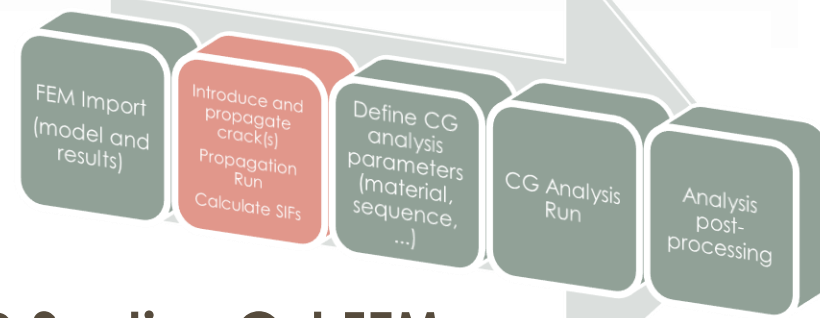 FEM Import
(model and
results)
Introduce and
propagate
crack(s)
Propagation
Run
Calculate SIFs
Define CG
analysis
parameters
(material,
sequence,
...)
CG Analysis
Run
Analysis
post-
processing